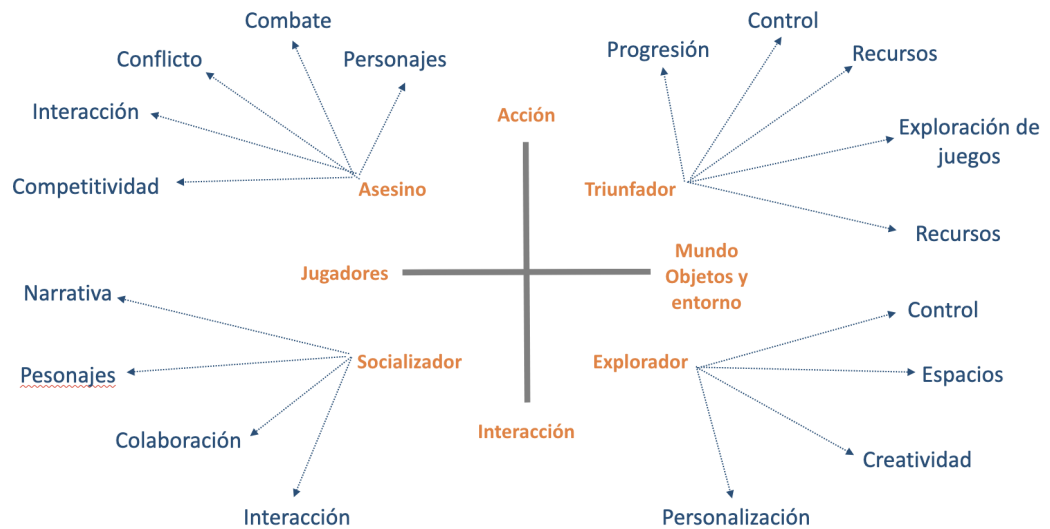 Combate
Conflicto
Personajes
Interacción
Competitividad
Asesino
Control
Progresión
Recursos
Exploración de
juegos
Triunfador
Recursos
Acción
Jugadores
Mundo
Objetos y
entorno
Interacción
Narrativa
Socializador
Pesonajes
Colaboración
Interacción
Control
Explorador
Espacios
Creatividad
Personalización